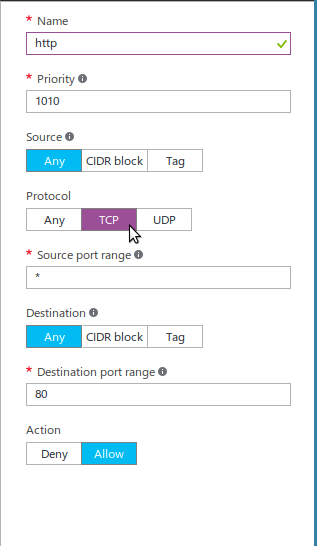 * Name
http
* Priority
1010
Source
Any CIDR block Tag
Protocol
Any TCP UDP
* Source port range
*
Destination
Any CIDR block Tag
* Destination port range
80
Action
Deny Allow